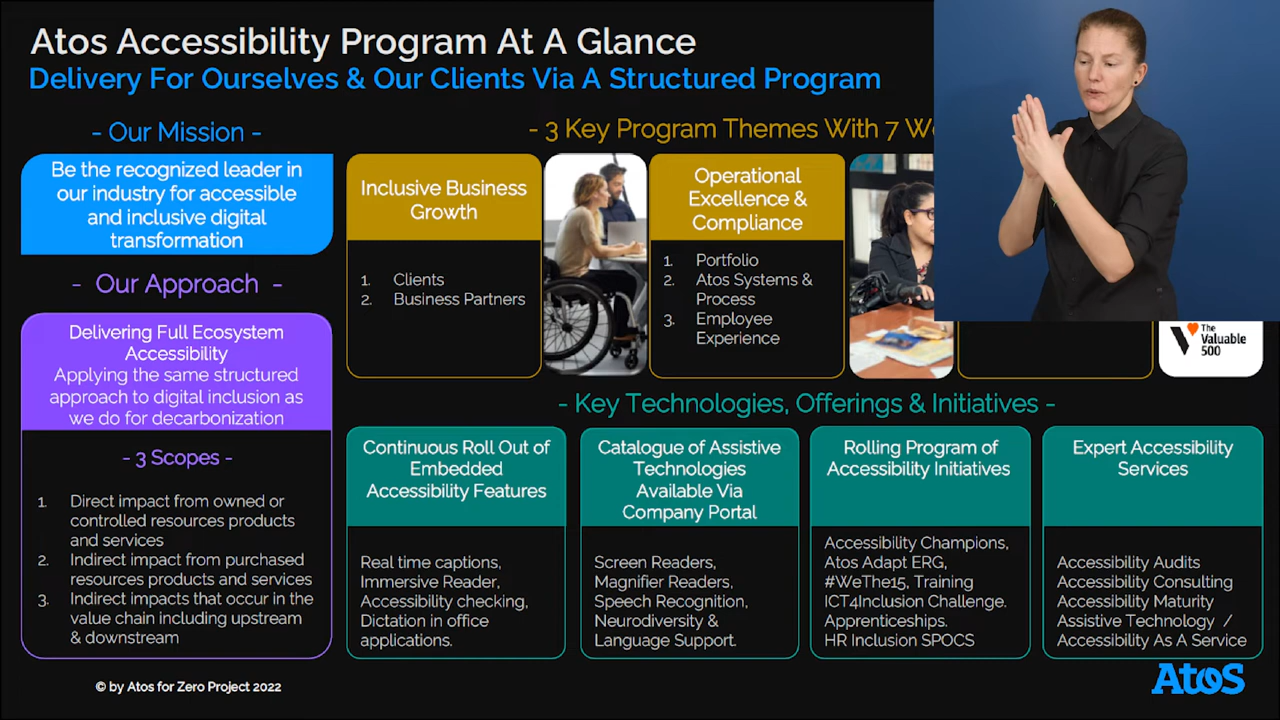 Atos Accessibility Program At A Glance
Delivery For Ourselves & Our Clients Via A Structured Program
- Our Mission -
Be the recognized leader in
our industry for accessible
and inclusive digital
transformation
- Our Approach -
Delivering Full Ecosystem
Accessibility
Applying the same structured
approach to digital inclusion as
we do for decarbonization
- 3 Scopes -
1. Direct impact from owned or
controlled resources products
and services
2. Indirect impact from purchased
resources products and services
3. Indirect impacts that occur in the
value chain including upstream
& downstream
- 3 Key Program Themes With 7
Inclusive Business
Growth
1. Clients
2. Business Partners
Operational
Excellence &
Compliance
1. Portfolio
2. Atos Systems &
Process
3. Employee
Experience
The
Valuable
500
- Key Technologies, Offerings & Initiatives -
Continuous Roll Out of
Embedded
Accessibility Features
Real time captions,
Immersive Reader,
Accessibility checking,
Dictation in office
applications.
Catalogue of Assistive
Technologies
Available Via
Company Portal
Screen Readers,
Magnifier Readers,
Speech Recognition,
Neurodiversity &
Language Support.
Rolling Program of
Accessibility Initiatives
Accessibility Champions,
Atos Adapt ERG,
#WeThe15, Training
ICT4Inclusion Challenge.
Apprenticeships.
HR Inclusion SPOCS
Expert Accessibility
Services
Accessibility Audits
Accessibility Consulting
Accessibility Maturity
Assistive Technology /
Accessibility As A Service
© by Atos for Zero Project 2022
Atos